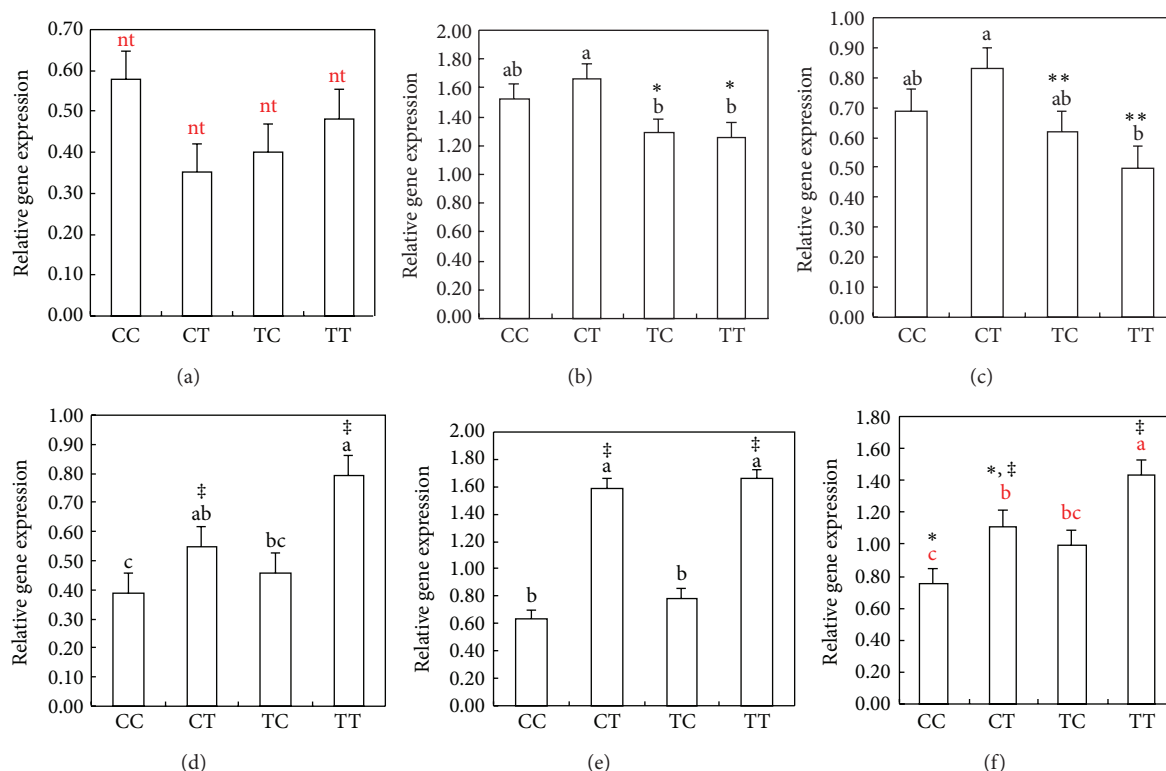 Relative gene expression
0.70
0.60
0.50
0.40
0.30
0.20
0.10
0.00
nt
nt
nt
nt
CC CT TC TT
(a)
Relative gene expression
2.00
1.80
1.60
1.40
1.20
1.00
0.80
0.60
0.40
0.20
0.00
ab
a
*
b
*
b
CC CT TC TT
(b)
Relative gene expression
1.00
0.90
0.80
0.70
0.60
0.50
0.40
0.30
0.20
0.10
0.00
ab
a
**
ab
**
b
CC CT TC TT
(c)
Relative gene expression
1.00
0.90
0.80
0.70
0.60
0.50
0.40
0.30
0.20
0.10
0.00
c
‡
ab
bc
‡
a
CC CT TC TT
(d)
Relative gene expression
2.00
1.80
1.60
1.40
1.20
1.00
0.80
0.60
0.40
0.20
0.00
b
‡
a
b
‡
a
CC CT TC TT
(e)
Relative gene expression
1.80
1.60
1.40
1.20
1.00
0.80
0.60
0.40
0.20
0.00
*
c
*, ‡
b
bc
‡
a
CC CT TC TT
(f)